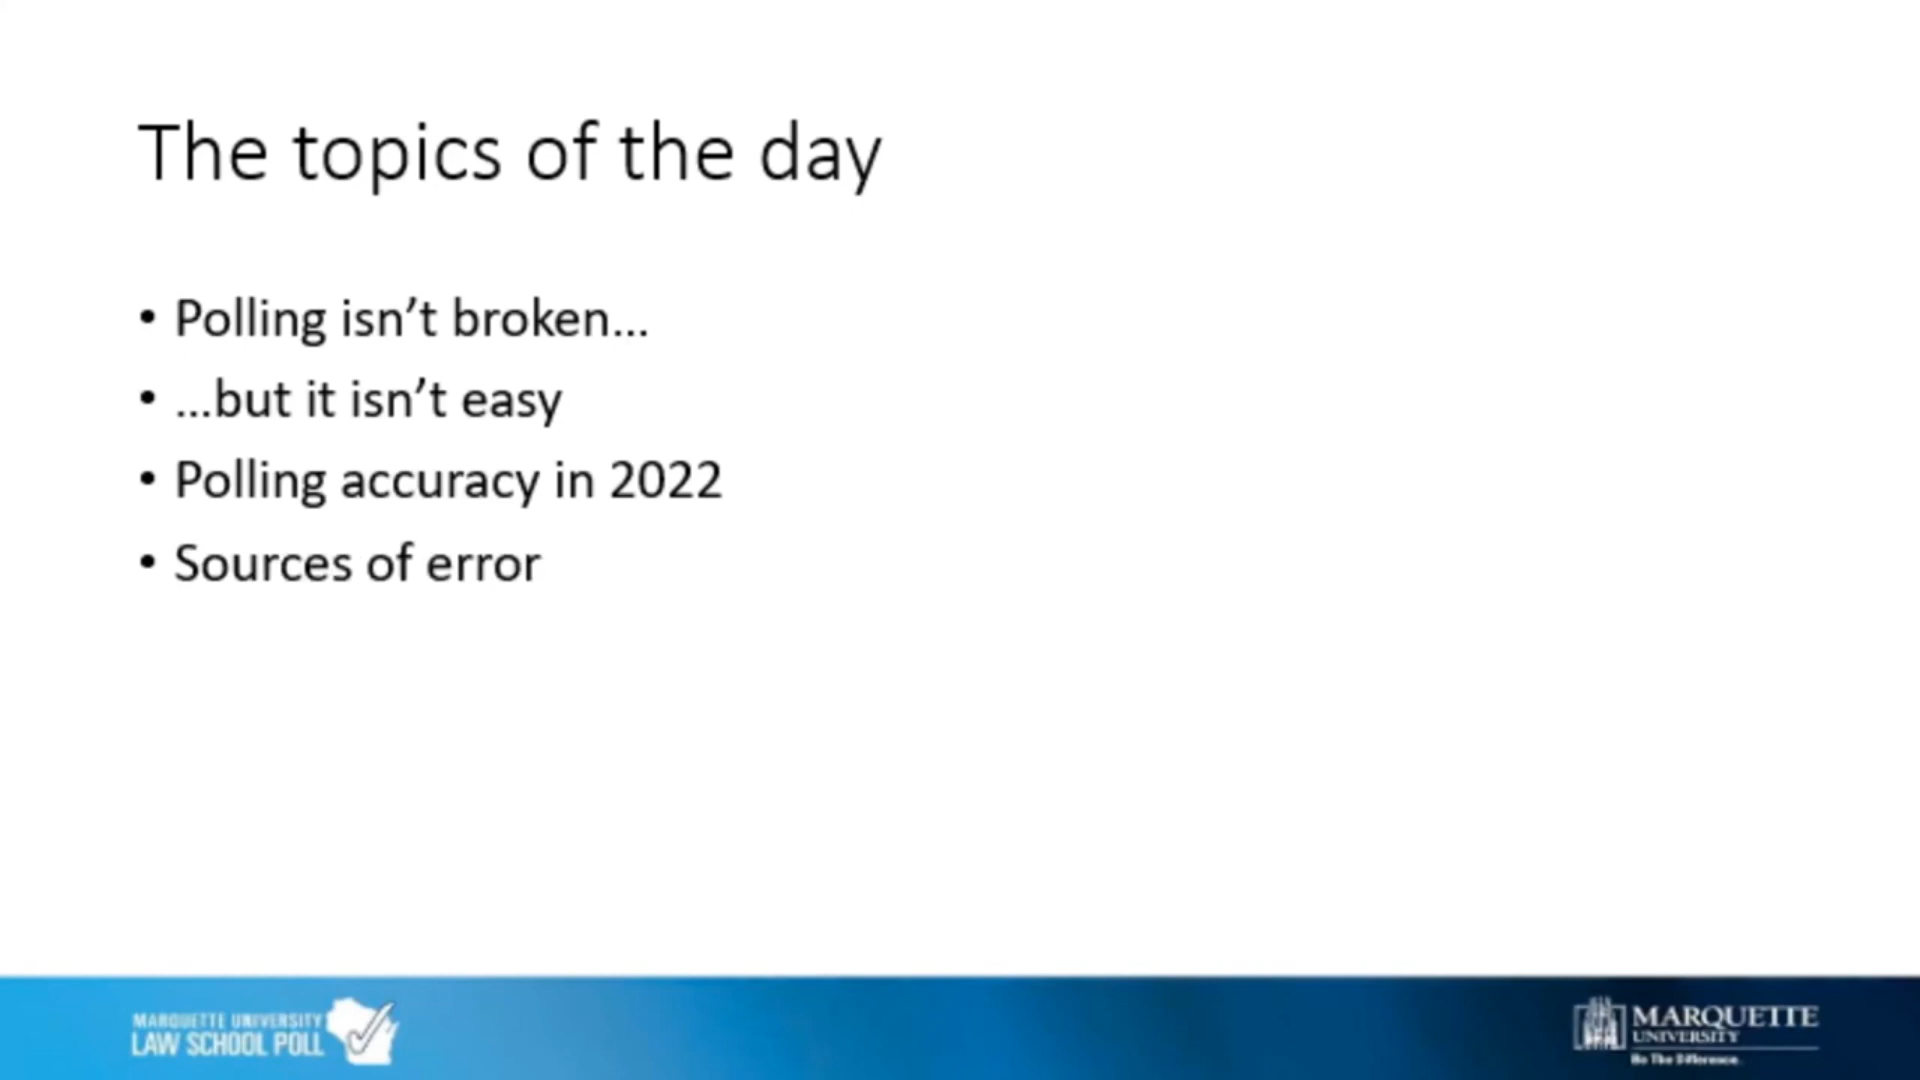 The topics of the day
• Polling isn’t broken...
• ...but it isn’t easy
• Polling accuracy in 2022
• Sources of error
MARQUETTE UNIVERSITY
LAW SCHOOL POLL
MARQUETTE
UNIVERSITY
Be The Difference.